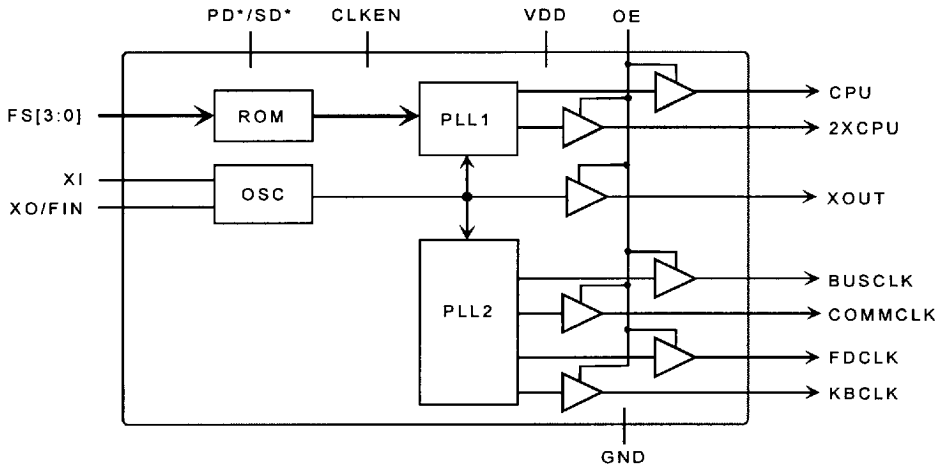 PD*/SD* CLKEN VDD OE
FS[3:0] ROM PLL1 CPU
2XCPU
XI OSC XOUT
XO/FIN
PLL2 BUSCLK
COMMCLK
FDCLK
KBCLK
GND